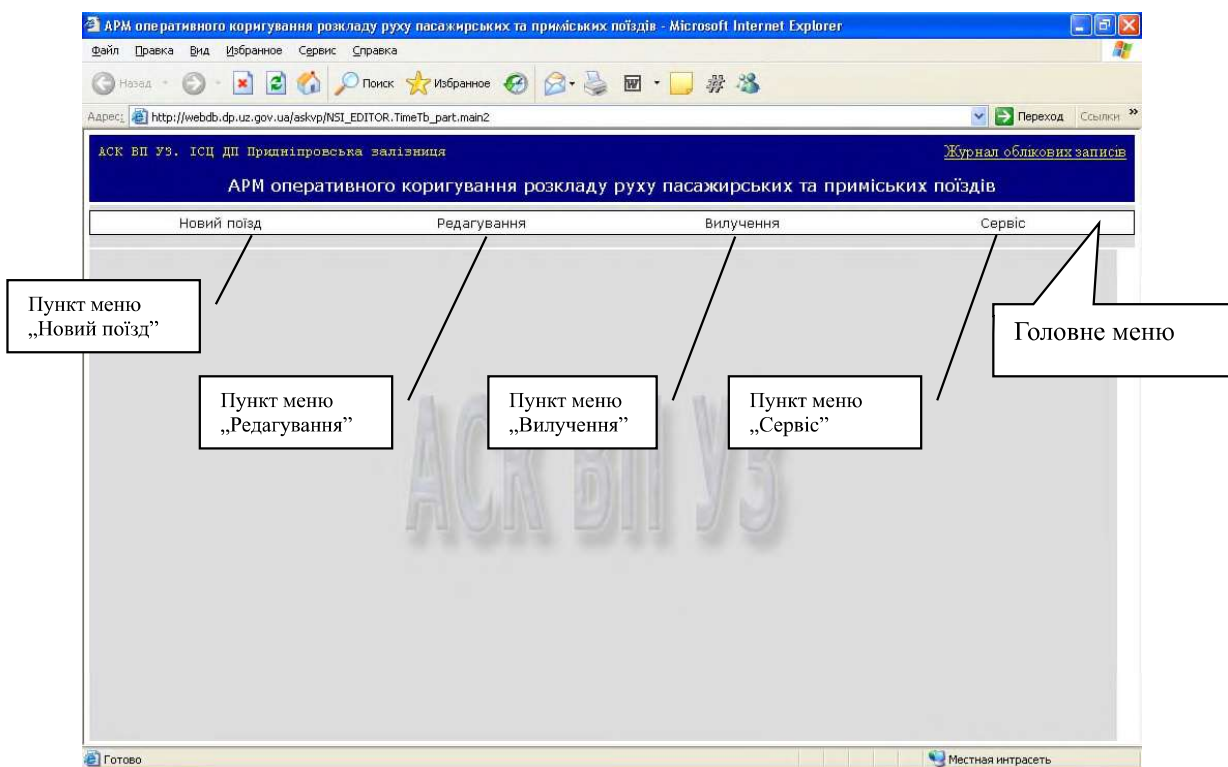 АРМ оперативного коригування розкладу руху пасажирських та приміських поїздів - Microsoft Internet Explorer
Файл Правка Вид Избранное Сервис Справка
Назад Поиск Избранное
Адрес: http://webdb.dp.uz.gov.ua/askvp/NSI_EDITOR.TimeTb_part.main2 Переход Ссылки »
АСК ВП УЗ. ІСЦ ДП Придніпровська залізниця Журнал облікових записів
АРМ оперативного коригування розкладу руху пасажирських та приміських поїздів
Новий поїзд Редагування Вилучення Сервіс
Пункт меню
„Новий поїзд”
Головне меню
Пункт меню
„Редагування”
Пункт меню
„Вилучення”
Пункт меню
„Сервіс”
АСК ВП УЗ
Готово Местная интрасеть